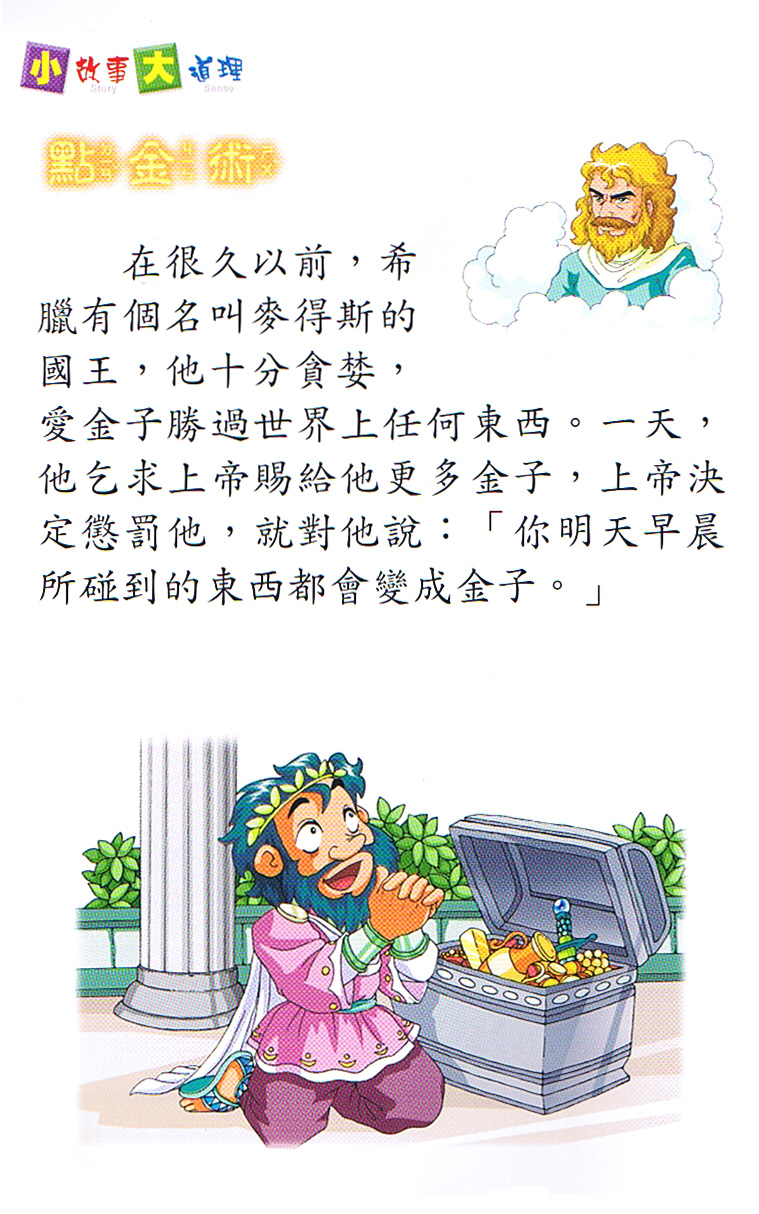 小故事大道理
Story Sense
點金術
在很久以前，希
臘有個名叫麥得斯的
國王，他十分貪婪，
愛金子勝過世界上任何東西。一天，
他乞求上帝賜給他更多金子，上帝決
定懲罰他，就對他說：「你明天早晨
所碰到的東西都會變成金子。」